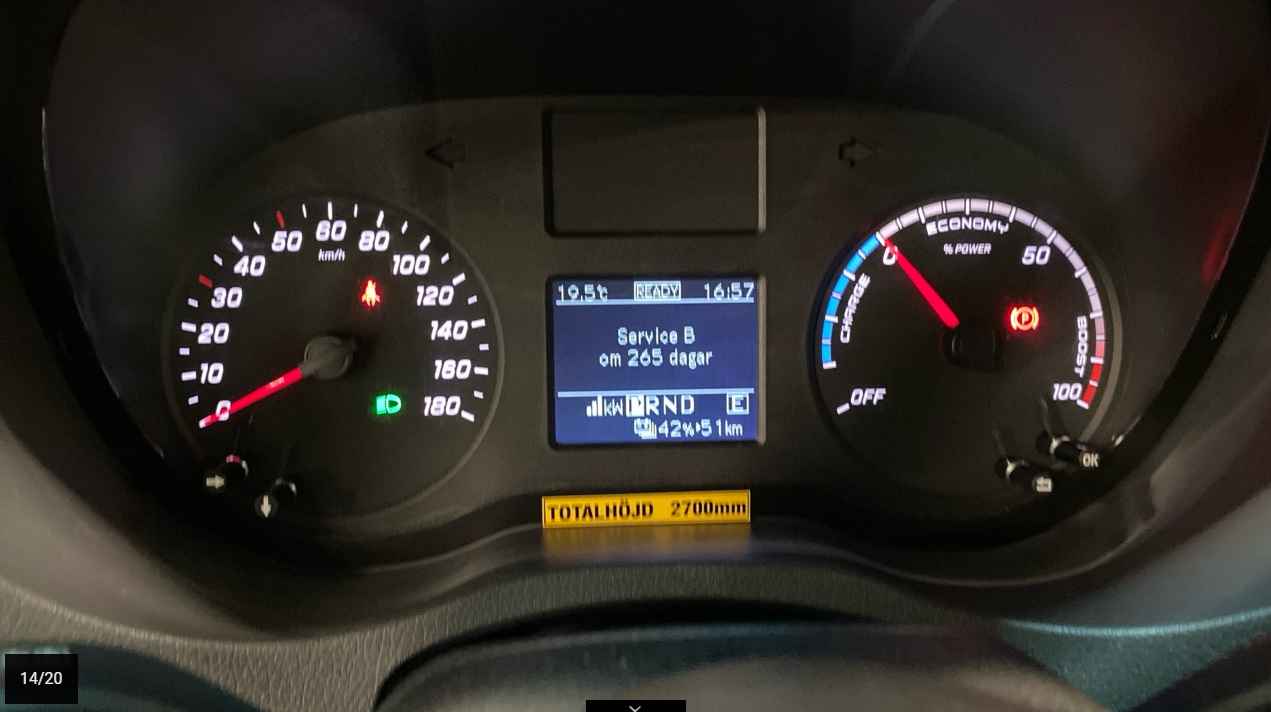 0
10
20
30
40
50
60
80
100
120
140
160
180
km/h
19.5°c READY 16:57
Service B
om 265 dagar
kW PRND E
42% 51km
TOTALHÖJD 2700mm
OFF
CHARGE
0
ECONOMY
% POWER
50
P
BOOST
100
OK
14/20